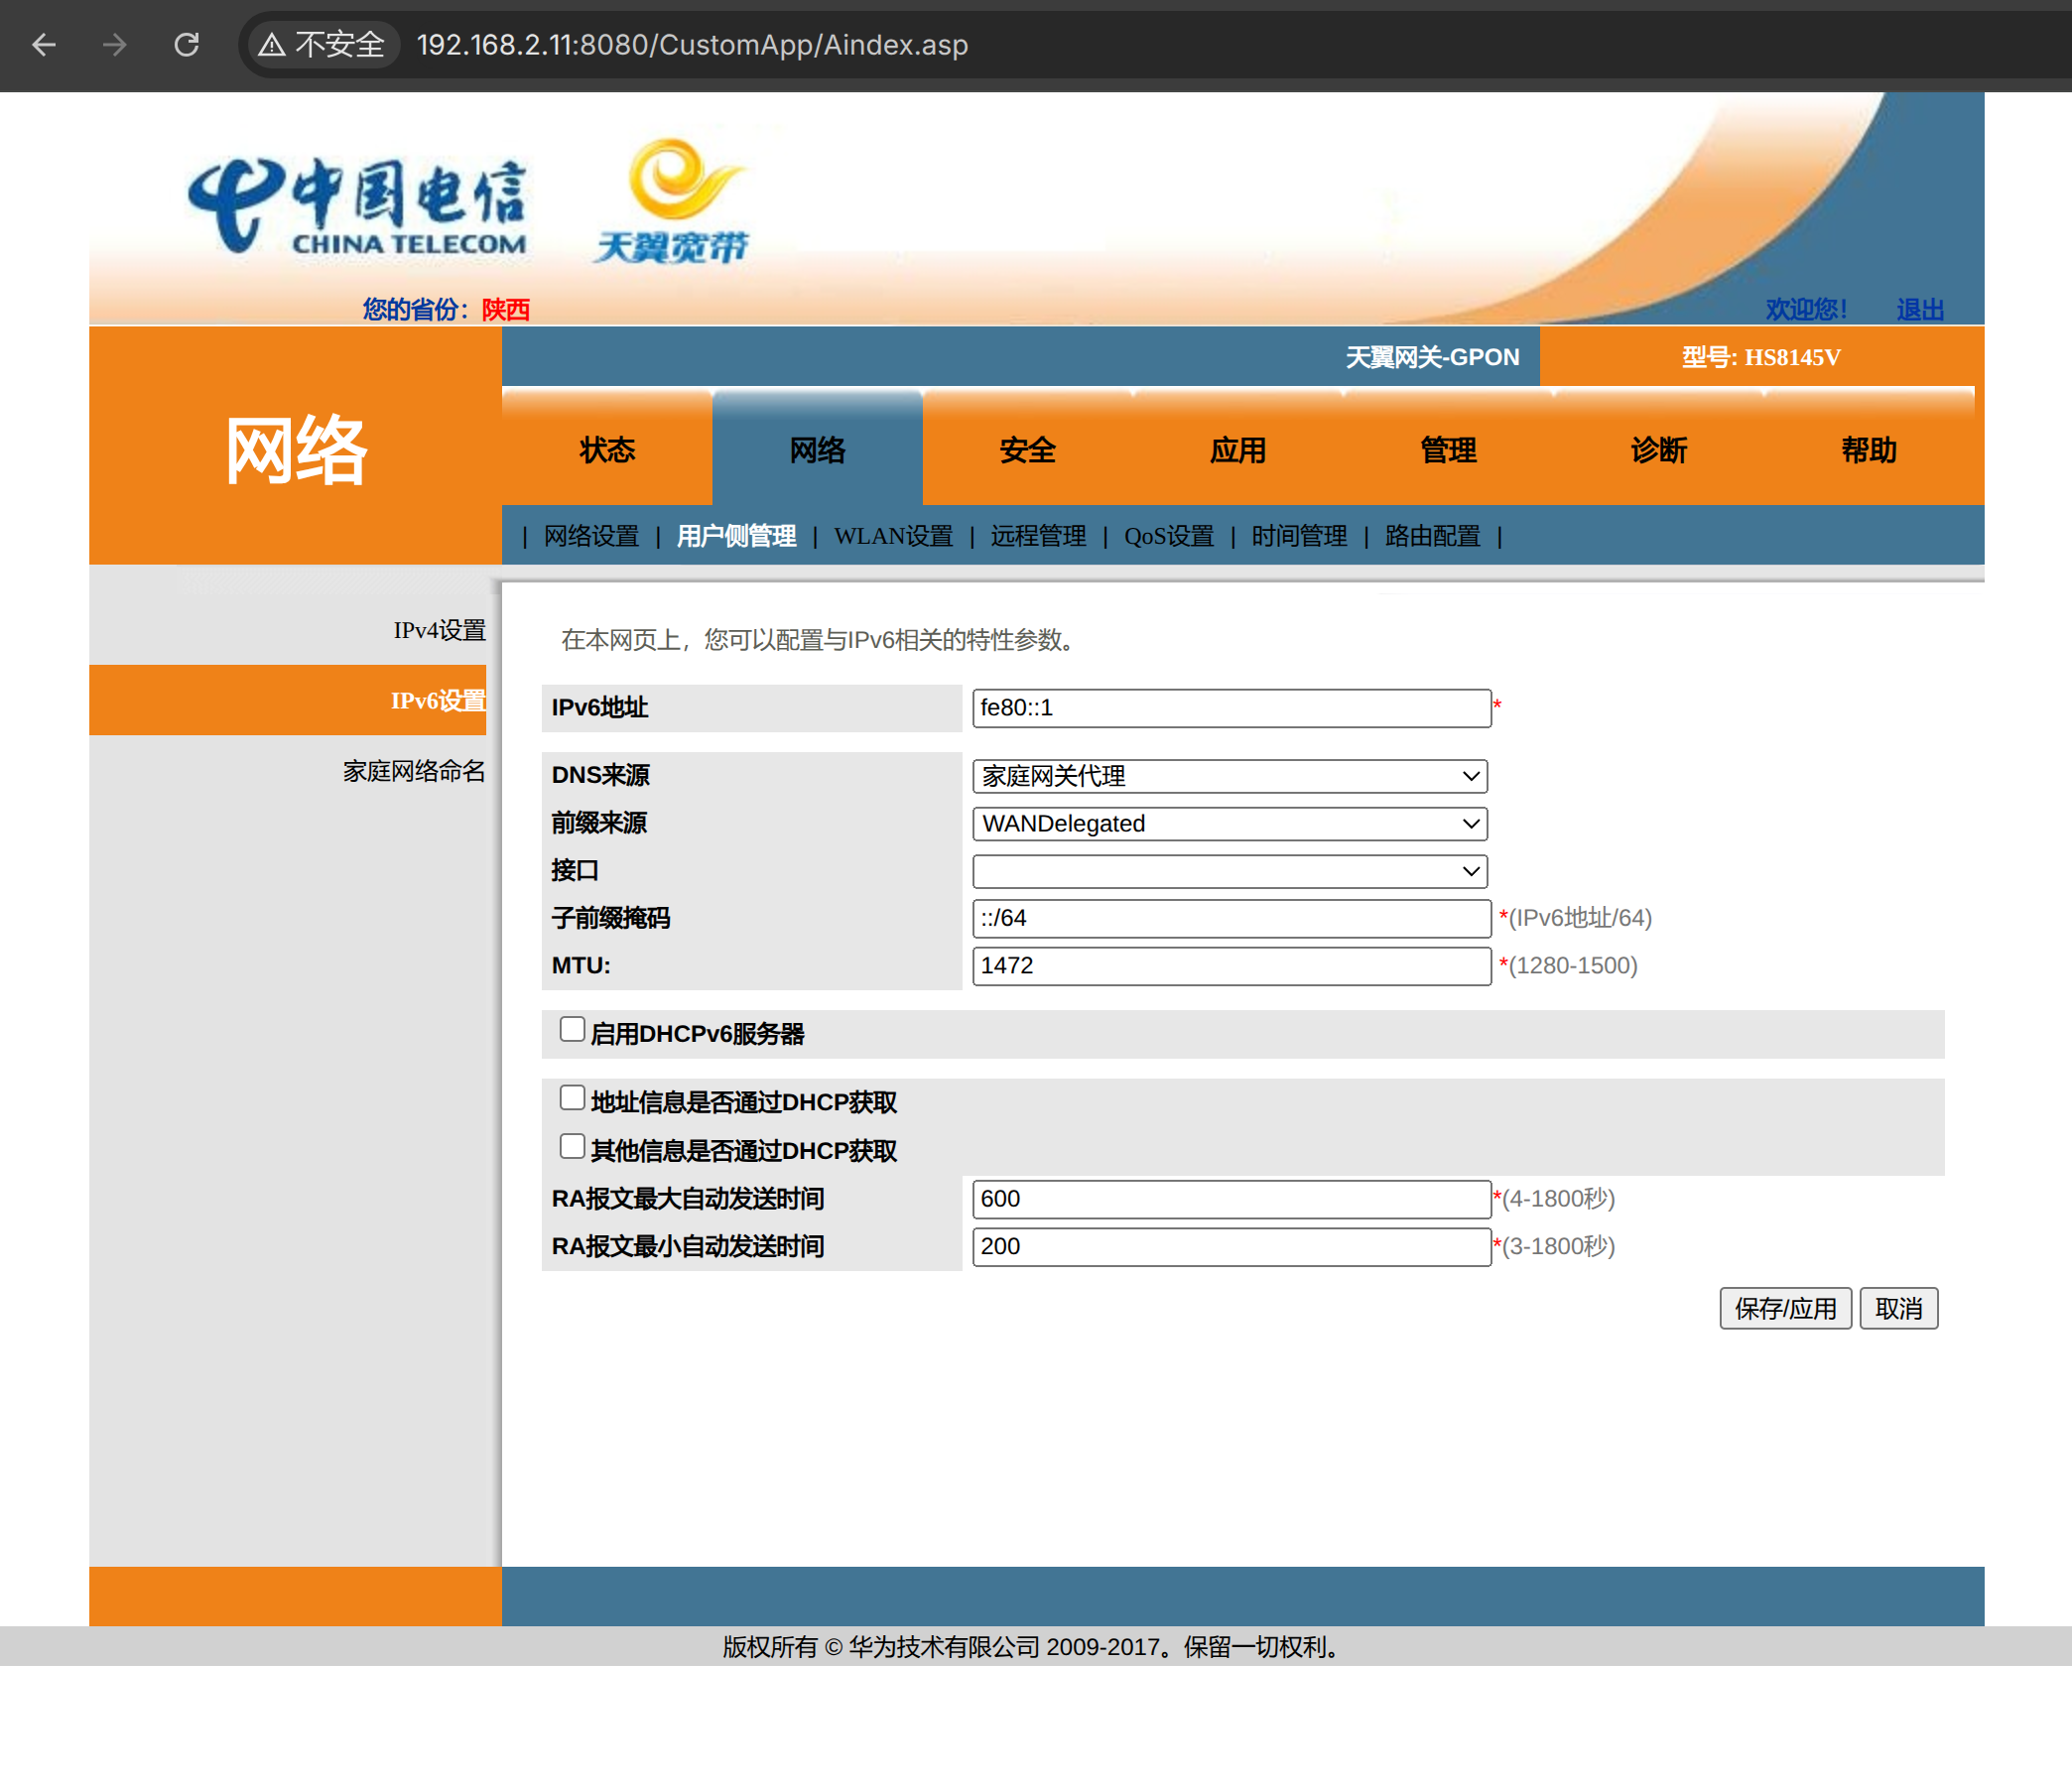 不安全 192.168.2.11:8080/CustomApp/Aindex.asp
中国电信
CHINA TELECOM
天翼宽带
您的省份：陕西
欢迎您！ 退出
天翼网关-GPON 型号: HS8145V
网络
状态 网络 安全 应用 管理 诊断 帮助
| 网络设置 | 用户侧管理 | WLAN设置 | 远程管理 | QoS设置 | 时间管理 | 路由配置 |
IPv4设置
IPv6设置
家庭网络命名
在本网页上，您可以配置与IPv6相关的特性参数。
IPv6地址 fe80::1 *
DNS来源 家庭网关代理
前缀来源 WANDelegated
接口
子前缀掩码 ::/64 *(IPv6地址/64)
MTU: 1472 *(1280-1500)
启用DHCPv6服务器
地址信息是否通过DHCP获取
其他信息是否通过DHCP获取
RA报文最大自动发送时间 600 *(4-1800秒)
RA报文最小自动发送时间 200 *(3-1800秒)
保存/应用 取消
版权所有 © 华为技术有限公司 2009-2017。保留一切权利。